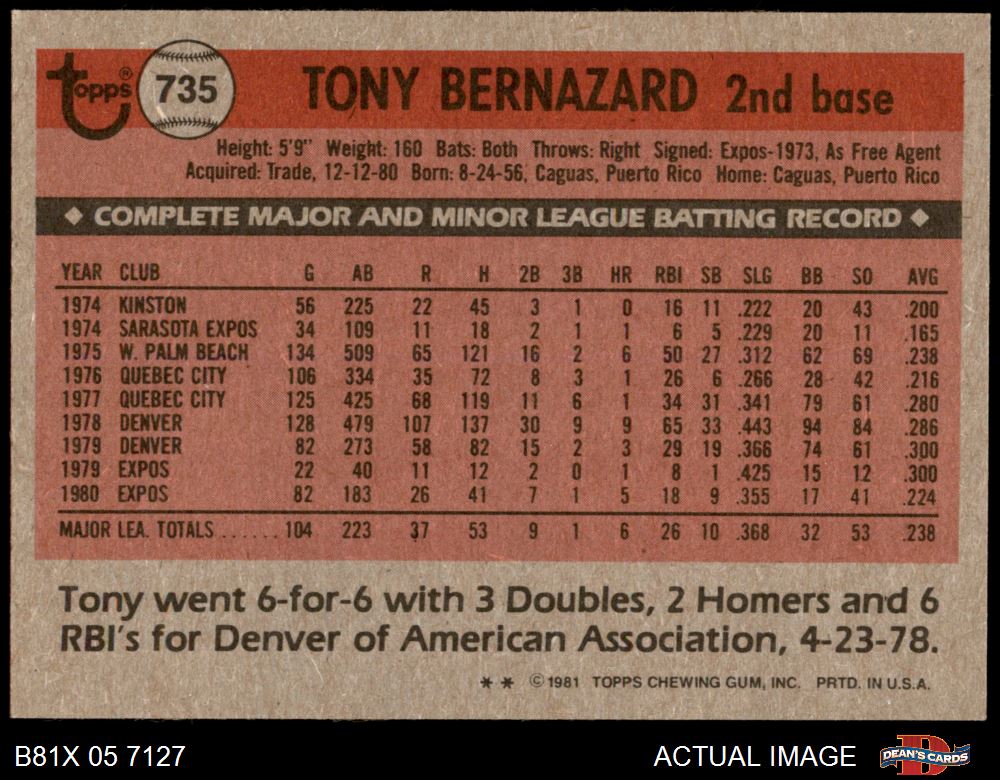 topps® 735 TONY BERNAZARD 2nd base
Height: 5'9" Weight: 160 Bats: Both Throws: Right Signed: Expos-1973, As Free Agent
Acquired: Trade, 12-12-80 Born: 8-24-56, Caguas, Puerto Rico Home: Caguas, Puerto Rico
◆ COMPLETE MAJOR AND MINOR LEAGUE BATTING RECORD ◆
YEAR CLUB G AB R H 2B 3B HR RBI SB SLG BB SO AVG
1974 KINSTON 56 225 22 45 3 1 0 16 11 .222 20 43 .200
1974 SARASOTA EXPOS 34 109 11 18 2 1 1 6 5 .229 20 11 .165
1975 W. PALM BEACH 134 509 65 121 16 2 6 50 27 .312 62 69 .238
1976 QUEBEC CITY 106 334 35 72 8 3 1 26 6 .266 28 42 .216
1977 QUEBEC CITY 125 425 68 119 11 6 1 34 31 .341 79 61 .280
1978 DENVER 128 479 107 137 30 9 9 65 33 .443 94 84 .286
1979 DENVER 82 273 58 82 15 2 3 29 19 .366 74 61 .300
1979 EXPOS 22 40 11 12 2 0 1 8 1 .425 15 12 .300
1980 EXPOS 82 183 26 41 7 1 5 18 9 .355 17 41 .224
MAJOR LEA. TOTALS ...... 104 223 37 53 9 1 6 26 10 .368 32 53 .238
Tony went 6-for-6 with 3 Doubles, 2 Homers and 6
RBI's for Denver of American Association, 4-23-78.
** ©1981 TOPPS CHEWING GUM, INC. PRTD. IN U.S.A.
B81X 05 7127 ACTUAL IMAGE D DEAN'S CARDS